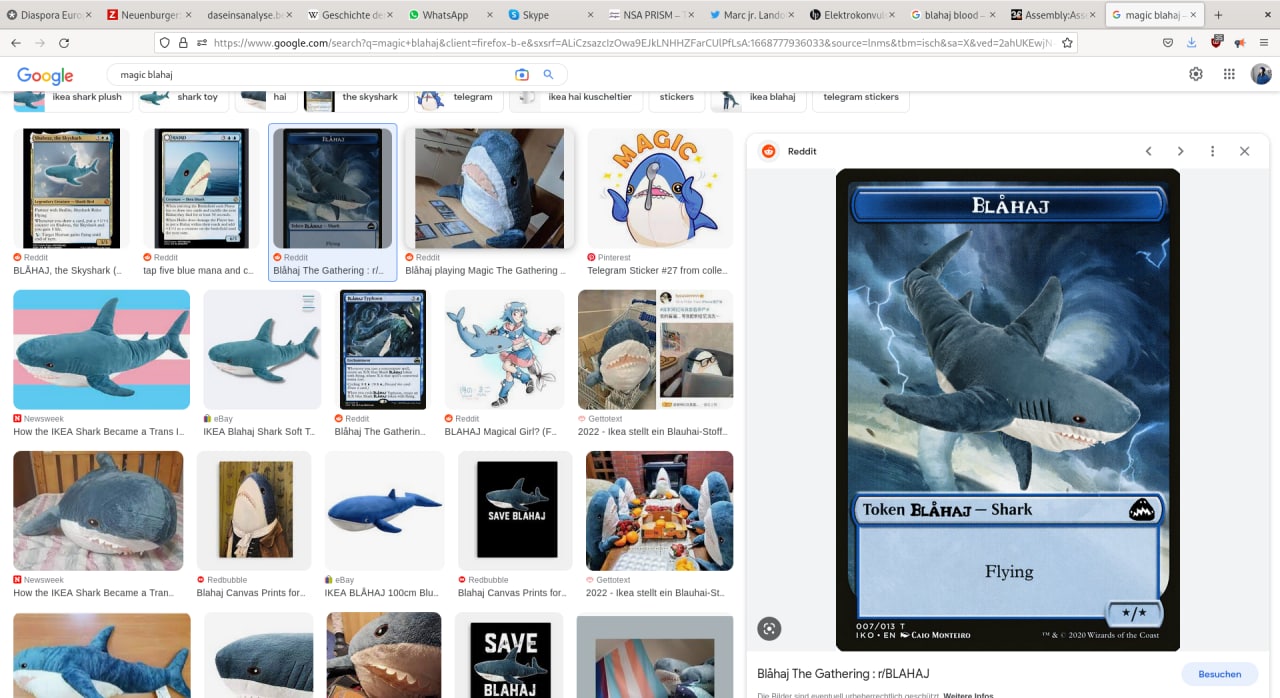 Diaspora Euro
Neuenburger
daseinsanalyse.b
Geschichte de
WhatsApp
Skype
NSA PRISM –
Marc jr. Lando
Elektrokonvul
blahaj blood –
Assembly:Ass
magic blahaj –
https://www.google.com/search?q=magic+blahaj&client=firefox-b-e&sxsrf=ALiCzsazcIzOwa9EJkLNHHZFarCUlPfLsA:1668777936033&source=lnms&tbm=isch&sa=X&ved=2ahUKEwjN
Google
magic blahaj
ikea shark plush
shark toy
hai
the skyshark
telegram
ikea hai kuscheltier
stickers
ikea blahaj
telegram stickers
MAGIC
Reddit
BLÅHAJ, the Skyshark (..
Reddit
tap five blue mana and c...
Reddit
Blåhaj The Gathering : r/..
Reddit
Blåhaj playing Magic The Gathering ..
Pinterest
Telegram Sticker #27 from colle...
Newsweek
How the IKEA Shark Became a Trans I..
eBay
IKEA Blahaj Shark Soft T...
Blåhaj Typhoon
Reddit
Blåhaj The Gatherin..
Reddit
BLAHAJ Magical Girl? (F...
Gettotext
2022 - Ikea stellt ein Blauhai-Stoff..
Newsweek
How the IKEA Shark Became a Tran..
Redbubble
Blahaj Canvas Prints for...
eBay
IKEA BLÅHAJ 100cm Blu..
SAVE BLÅHAJ
Redbubble
Blahaj Canvas Prints for...
Gettotext
2022 - Ikea stellt ein Blauhai-St..
SAVE
BLÅHAJ
Reddit
BLÅHAJ
Token BLÅHAJ — Shark
Flying
★/★
007/013 T
IKO • EN Caio Monteiro
™ & © 2020 Wizards of the Coast
Blåhaj The Gathering : r/BLAHAJ
Besuchen
Die Bilder sind eventuell urheberrechtlich geschützt. Weitere Infos